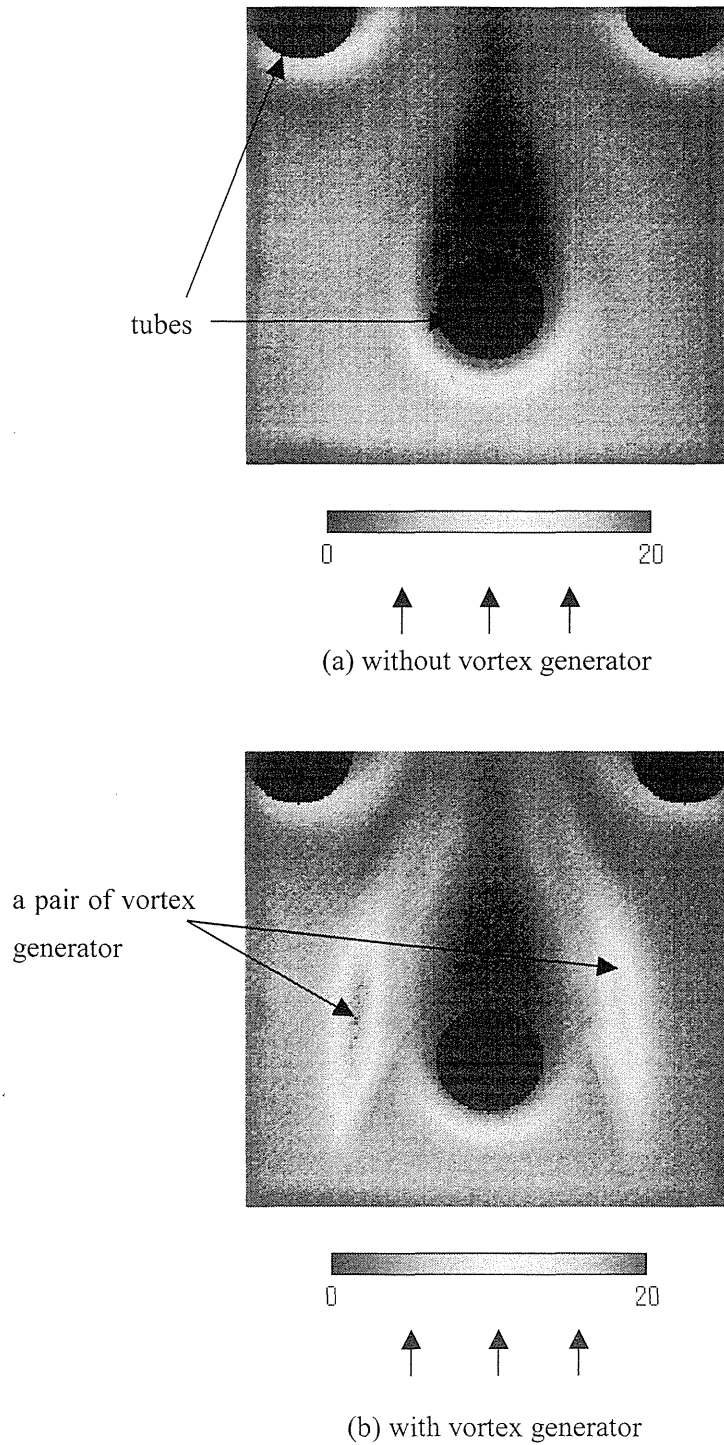 tubes
0 20
(a) without vortex generator
a pair of vortex
generator
0 20
(b) with vortex generator